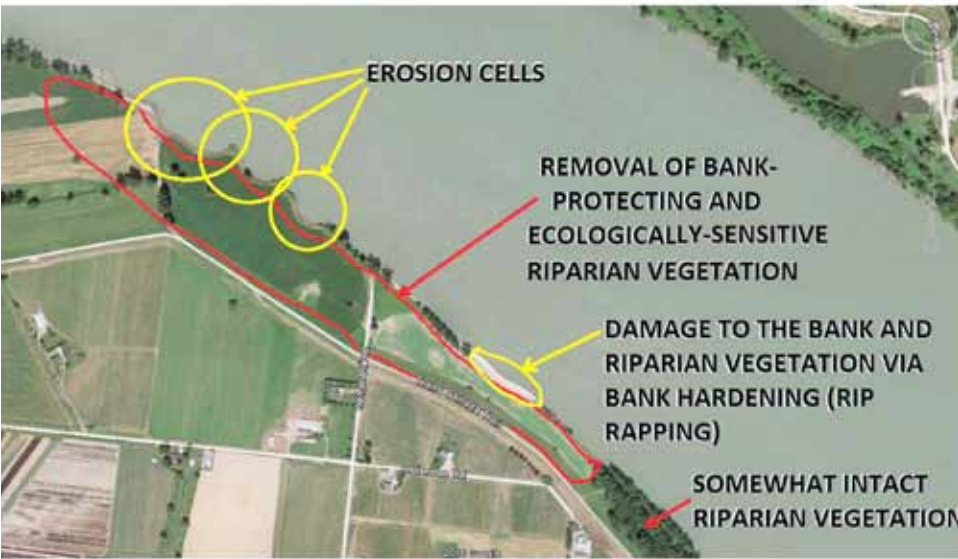 EROSION CELLS
REMOVAL OF BANK-
PROTECTING AND
ECOLOGICALLY-SENSITIVE
RIPARIAN VEGETATION
DAMAGE TO THE BANK AND
RIPARIAN VEGETATION VIA
BANK HARDENING (RIP
RAPPING)
SOMEWHAT INTACT
RIPARIAN VEGETATION